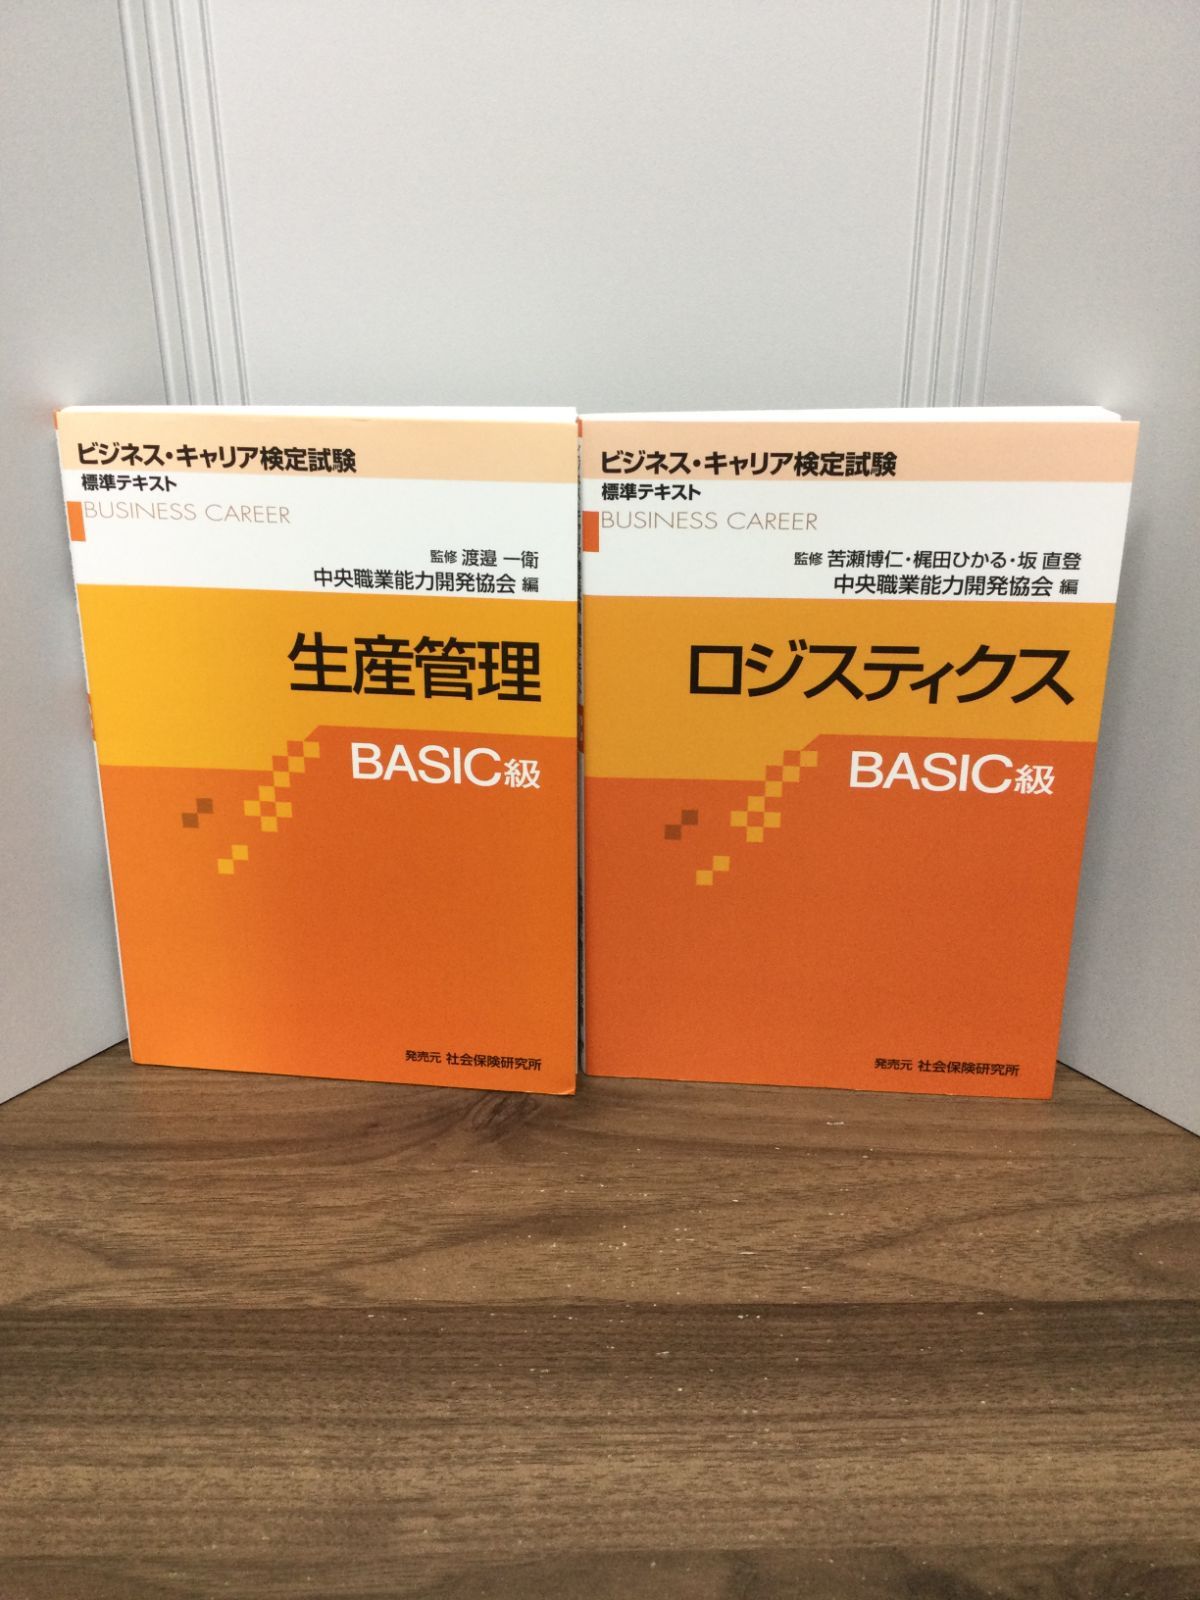 ビジネス・キャリア検定試験
標準テキスト
BUSINESS CAREER
監修 渡邉 一衛
中央職業能力開発協会 編
生産管理
BASIC級
発売元 社会保険研究所
ビジネス・キャリア検定試験
標準テキスト
BUSINESS CAREER
監修 苦瀬博仁・梶田ひかる・坂 直登
中央職業能力開発協会 編
ロジスティクス
BASIC級
発売元 社会保険研究所